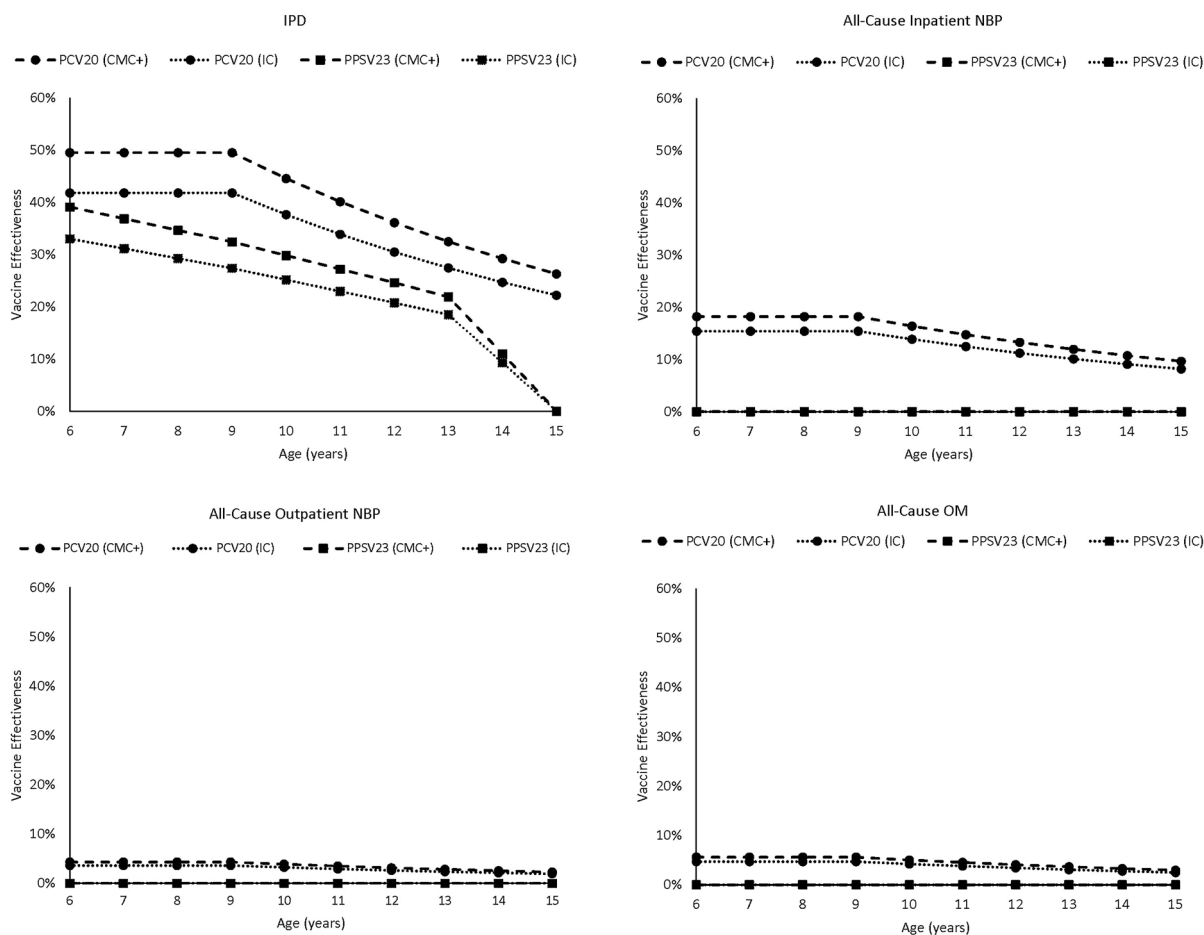 IPD
PCV20 (CMC+) PCV20 (IC) PPSV23 (CMC+) PPSV23 (IC)
60%
50%
40%
30%
20%
10%
0%
Vaccine Effectiveness
6 7 8 9 10 11 12 13 14 15
Age (years)
All-Cause Inpatient NBP
PCV20 (CMC+) PCV20 (IC) PPSV23 (CMC+) PPSV23 (IC)
60%
50%
40%
30%
20%
10%
0%
Vaccine Effectiveness
6 7 8 9 10 11 12 13 14 15
Age (years)
All-Cause Outpatient NBP
PCV20 (CMC+) PCV20 (IC) PPSV23 (CMC+) PPSV23 (IC)
60%
50%
40%
30%
20%
10%
0%
Vaccine Effectiveness
6 7 8 9 10 11 12 13 14 15
Age (years)
All-Cause OM
PCV20 (CMC+) PCV20 (IC) PPSV23 (CMC+) PPSV23 (IC)
60%
50%
40%
30%
20%
10%
0%
Vaccine Effectiveness
6 7 8 9 10 11 12 13 14 15
Age (years)